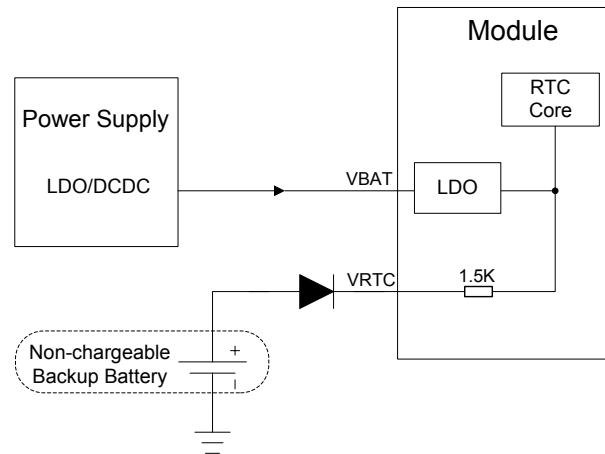 Module
RTC
Core
Power Supply
LDO/DCDC
VBAT
LDO
VRTC
1.5K
Non-chargeable
Backup Battery
+